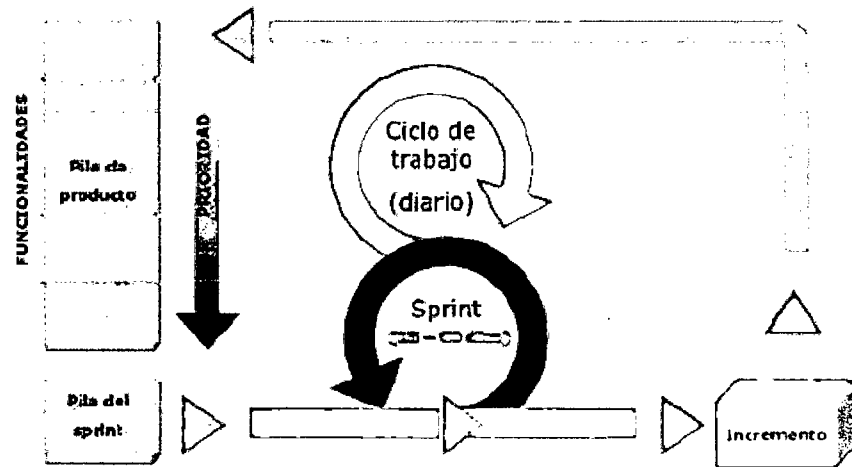 FUNCIONALIDADES
Pila de
producto
PRIORIDAD
Ciclo de
trabajo
(diario)
Sprint
Pila del
sprint
Incremento